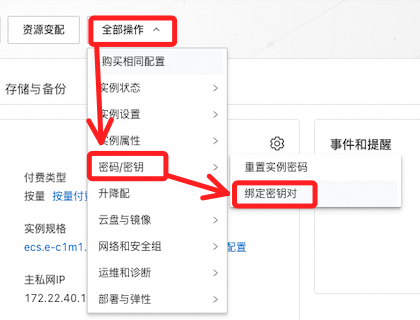 资源变配
全部操作
存储与备份
购买相同配置
实例状态
实例设置
实例属性
密码/密钥
升降配
云盘与镜像
网络和安全组
运维和诊断
部署与弹性
重置实例密码
绑定密钥对
事件和提醒
付费类型
按量 按量付
实例规格
ecs.e-c1m1. 配置
主私网IP
172.22.40.1